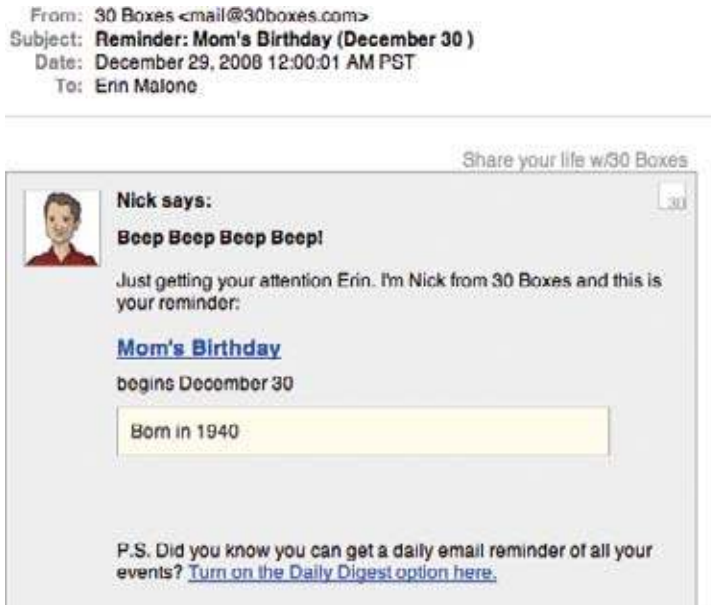 From: 30 Boxes <mail@30boxes.com>
Subject: Reminder: Mom's Birthday (December 30 )
Date: December 29, 2008 12:00:01 AM PST
To: Erin Malone
Share your life w/30 Boxes
Nick says:
30
Beep Beep Beep Beep!
Just getting your attention Erin. I'm Nick from 30 Boxes and this is
your reminder:
Mom's Birthday
begins December 30
Born in 1940
P.S. Did you know you can get a daily email reminder of all your
events? Turn on the Daily Digest option here.